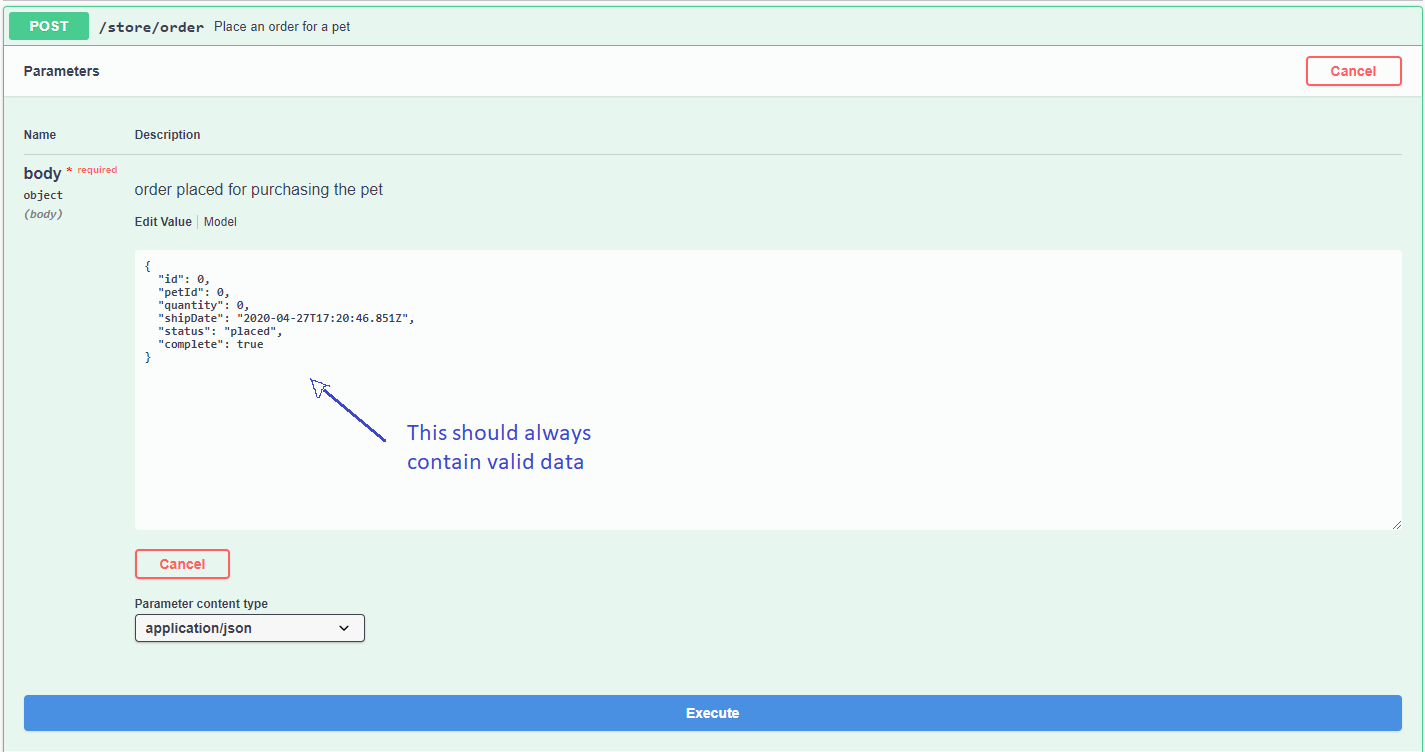 POST /store/order Place an order for a pet
Parameters Cancel
Name Description
body * required
object
(body)
order placed for purchasing the pet
Edit Value Model
{
  "id": 0,
  "petId": 0,
  "quantity": 0,
  "shipDate": "2020-04-27T17:20:46.851Z",
  "status": "placed",
  "complete": true
}
This should always
contain valid data
Cancel
Parameter content type
application/json
Execute